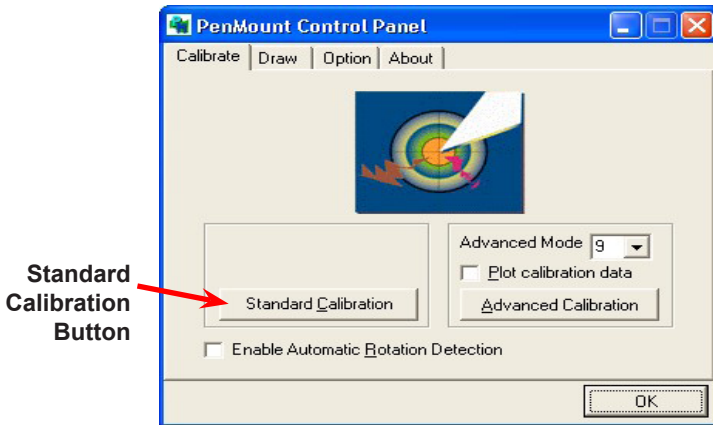 PenMount Control Panel
Calibrate Draw Option About
Advanced Mode 9
Plot calibration data
Standard
Calibration
Button
Standard Calibration
Advanced Calibration
Enable Automatic Rotation Detection
OK